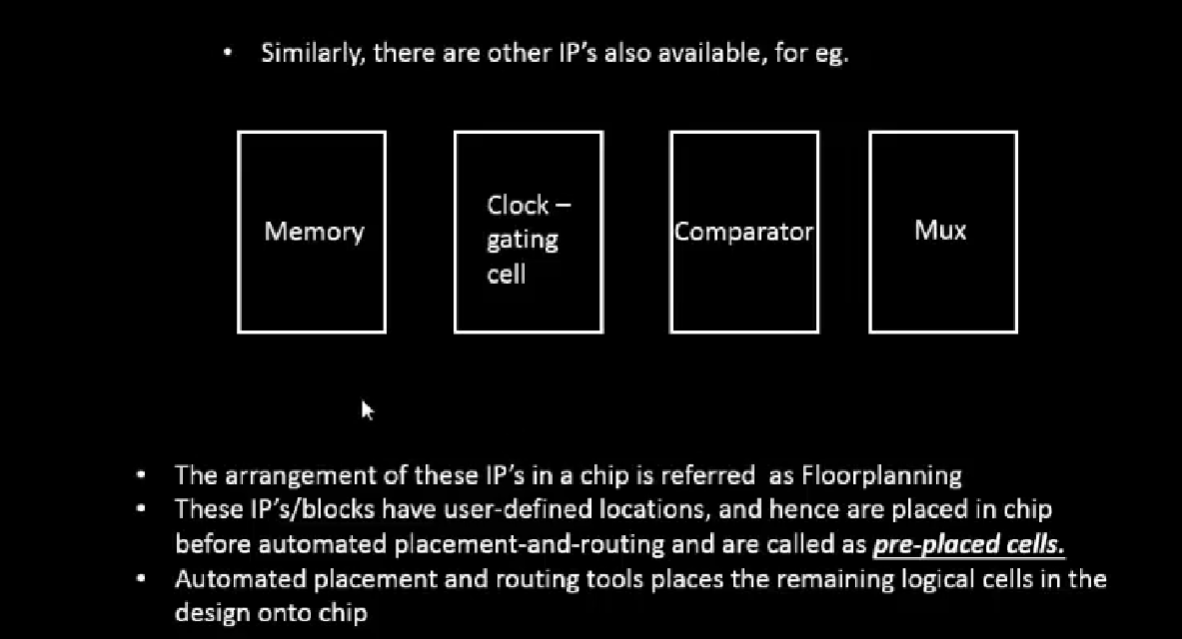 • Similarly, there are other IP's also available, for eg.
Memory
Clock –
gating
cell
Comparator
Mux
• The arrangement of these IP's in a chip is referred  as Floorplanning
• These IP's/blocks have user-defined locations, and hence are placed in chip
before automated placement-and-routing and are called as pre-placed cells.
• Automated placement and routing tools places the remaining logical cells in the
design onto chip